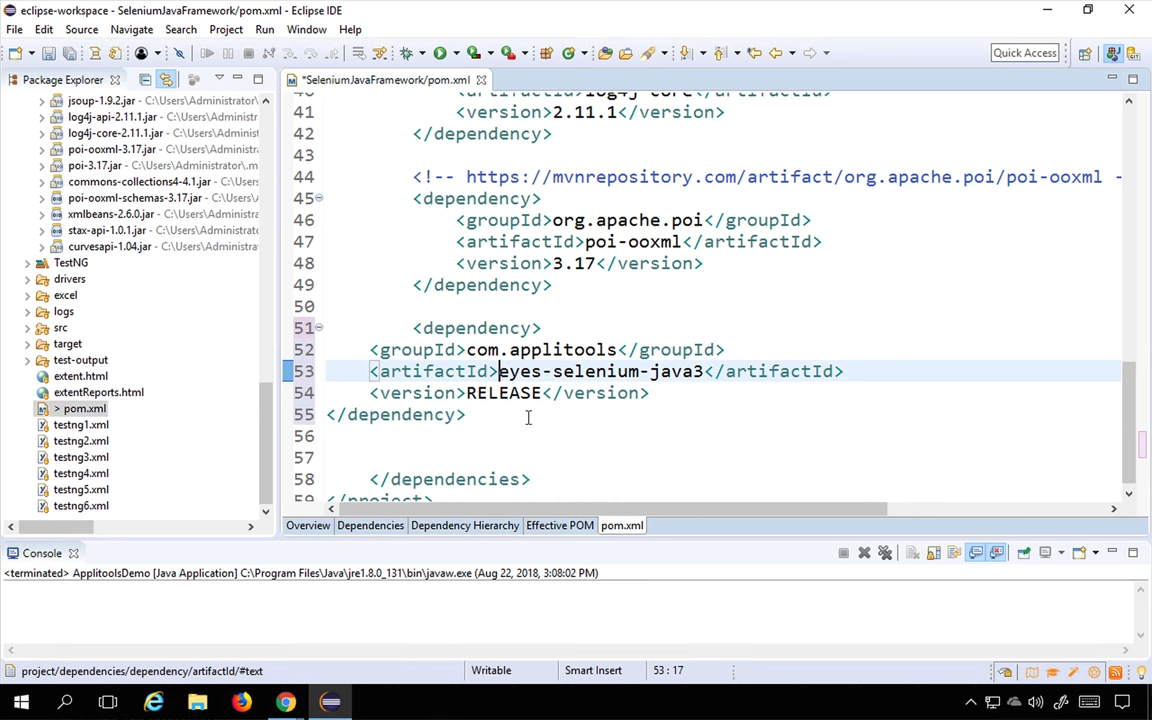 eclipse-workspace - SeleniumJavaFramework/pom.xml - Eclipse IDE
File Edit Source Navigate Search Project Run Window Help
Quick Access
Package Explorer
*SeleniumJavaFramework/pom.xml
jsoup-1.9.2.jar - C:\Users\Administrator\
log4j-api-2.11.1.jar - C:\Users\Administr
log4j-core-2.11.1.jar - C:\Users\Administ
poi-ooxml-3.17.jar - C:\Users\Administra
poi-3.17.jar - C:\Users\Administrator\.m
commons-collections4-4.1.jar - C:\Users
poi-ooxml-schemas-3.17.jar - C:\Users\A
xmlbeans-2.6.0.jar - C:\Users\Administra
stax-api-1.0.1.jar - C:\Users\Administrat
curvesapi-1.04.jar - C:\Users\Administrat
TestNG
drivers
excel
logs
src
target
test-output
extent.html
extentReports.html
> pom.xml
testng1.xml
testng2.xml
testng3.xml
testng4.xml
testng5.xml
testng6.xml
40 <artifactId>log4j-core</artifactId>
41 <version>2.11.1</version>
42 </dependency>
43
44 <!-- https://mvnrepository.com/artifact/org.apache.poi/poi-ooxml -
45 <dependency>
46 <groupId>org.apache.poi</groupId>
47 <artifactId>poi-ooxml</artifactId>
48 <version>3.17</version>
49 </dependency>
50
51 <dependency>
52 <groupId>com.applitools</groupId>
53 <artifactId>eyes-selenium-java3</artifactId>
54 <version>RELEASE</version>
55 </dependency>
56
57
58 </dependencies>
59 </project>
Overview Dependencies Dependency Hierarchy Effective POM pom.xml
Console
<terminated> ApplitoolsDemo [Java Application] C:\Program Files\Java\jre1.8.0_131\bin\javaw.exe (Aug 22, 2018, 3:08:02 PM)
project/dependencies/dependency/artifactId/#text
Writable
Smart Insert
53 : 17